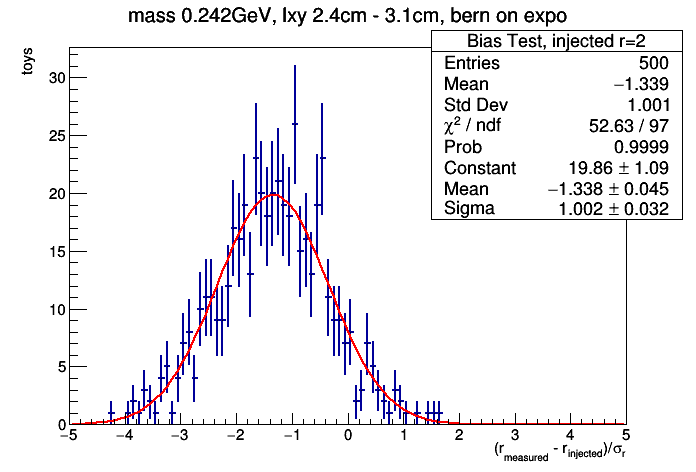 mass 0.242GeV, lxy 2.4cm - 3.1cm, bern on expo
toys
Bias Test, injected r=2
Entries 500
Mean −1.339
Std Dev 1.001
χ² / ndf 52.63 / 97
Prob 0.9999
Constant 19.86 ± 1.09
Mean −1.338 ± 0.045
Sigma 1.002 ± 0.032
30
25
20
15
10
5
0
−5 −4 −3 −2 −1 0 1 2 3 4 5
(r_measured - r_injected)/σ_r